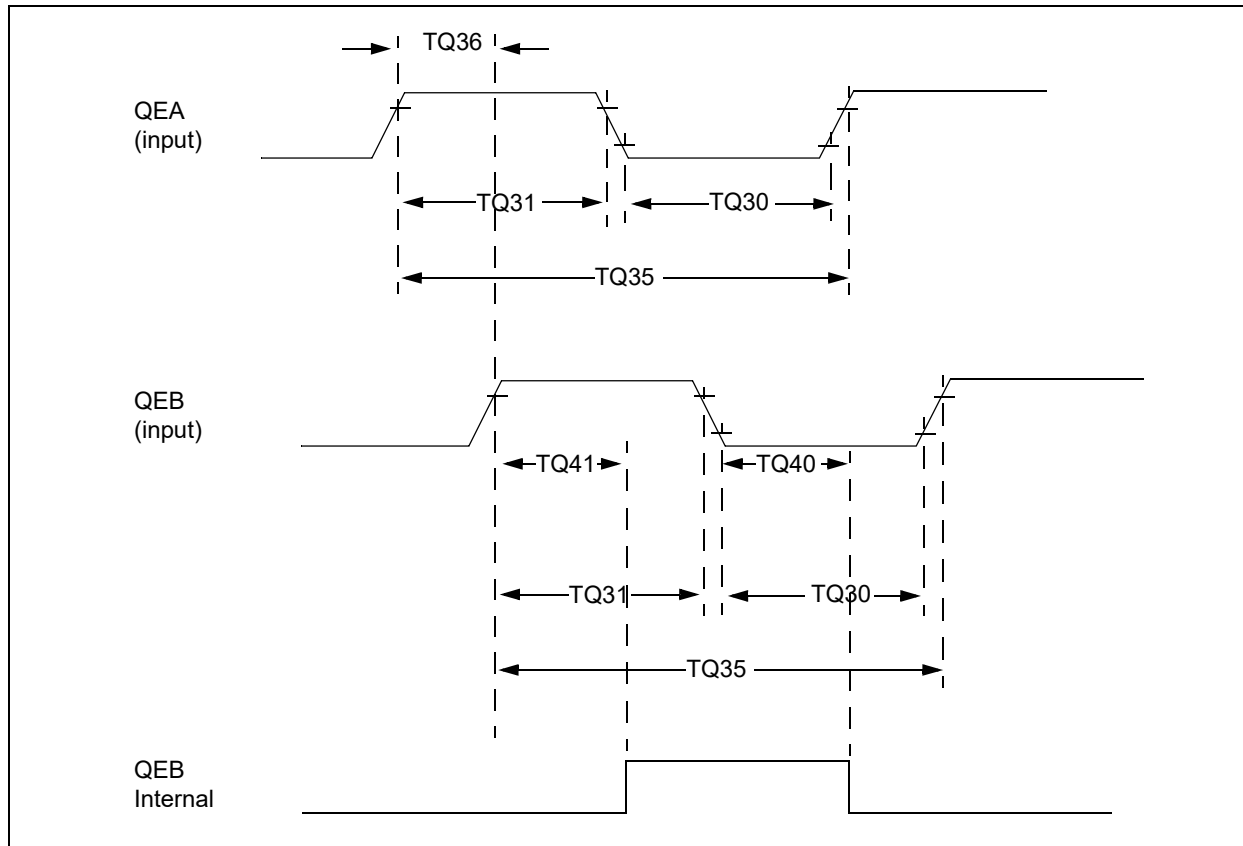 TQ36
QEA
(input)
TQ31
TQ30
TQ35
QEB
(input)
TQ41
TQ40
TQ31
TQ30
TQ35
QEB
Internal